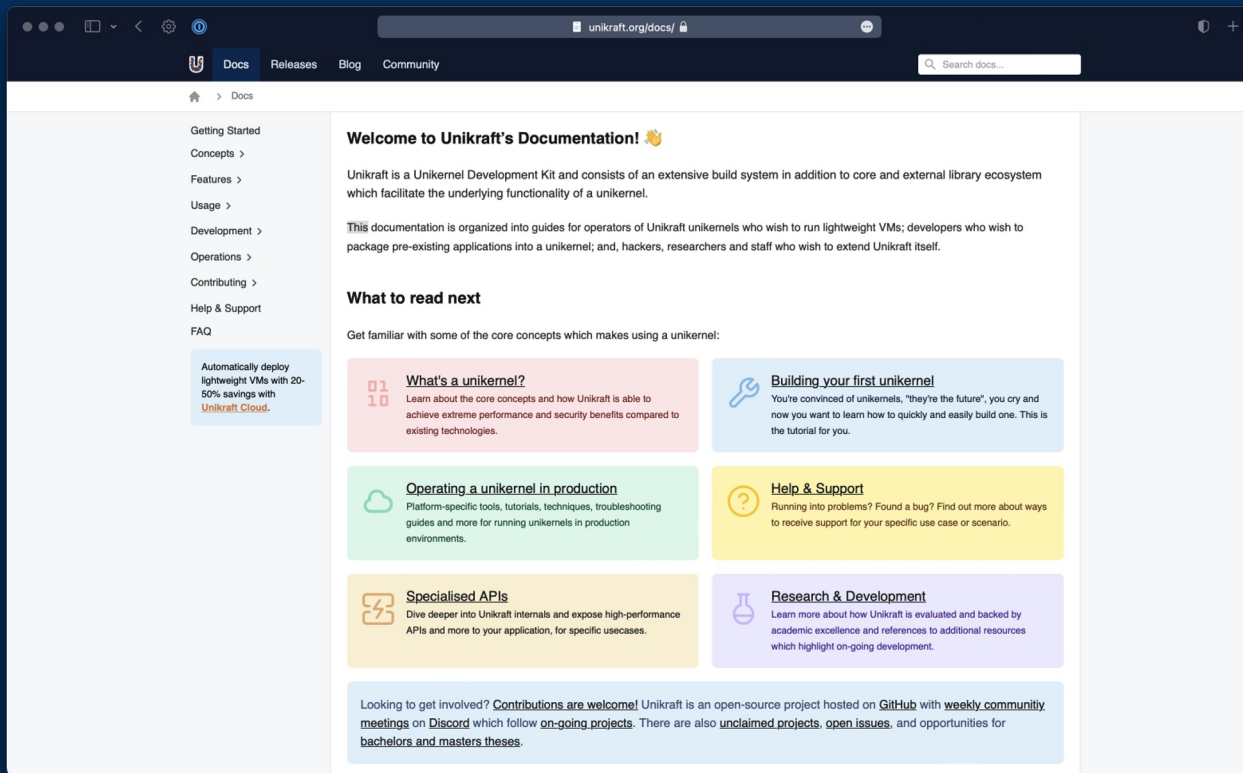 unikraft.org/docs/
Docs Releases Blog Community
Search docs...
> Docs
Getting Started
Concepts >
Features >
Usage >
Development >
Operations >
Contributing >
Help & Support
FAQ
Automatically deploy
lightweight VMs with 20-
50% savings with
Unikraft Cloud.
Welcome to Unikraft's Documentation! 👋
Unikraft is a Unikernel Development Kit and consists of an extensive build system in addition to core and external library ecosystem
which facilitate the underlying functionality of a unikernel.
This documentation is organized into guides for operators of Unikraft unikernels who wish to run lightweight VMs; developers who wish to
package pre-existing applications into a unikernel; and, hackers, researchers and staff who wish to extend Unikraft itself.
What to read next
Get familiar with some of the core concepts which makes using a unikernel:
01
10
What's a unikernel?
Learn about the core concepts and how Unikraft is able to
achieve extreme performance and security benefits compared to
existing technologies.
Building your first unikernel
You're convinced of unikernels, "they're the future", you cry and
now you want to learn how to quickly and easily build one. This is
the tutorial for you.
Operating a unikernel in production
Platform-specific tools, tutorials, techniques, troubleshooting
guides and more for running unikernels in production
environments.
Help & Support
Running into problems? Found a bug? Find out more about ways
to receive support for your specific use case or scenario.
Specialised APIs
Dive deeper into Unikraft internals and expose high-performance
APIs and more to your application, for specific usecases.
Research & Development
Learn more about how Unikraft is evaluated and backed by
academic excellence and references to additional resources
which highlight on-going development.
Looking to get involved? Contributions are welcome! Unikraft is an open-source project hosted on GitHub with weekly communitiy
meetings on Discord which follow on-going projects. There are also unclaimed projects, open issues, and opportunities for
bachelors and masters theses.